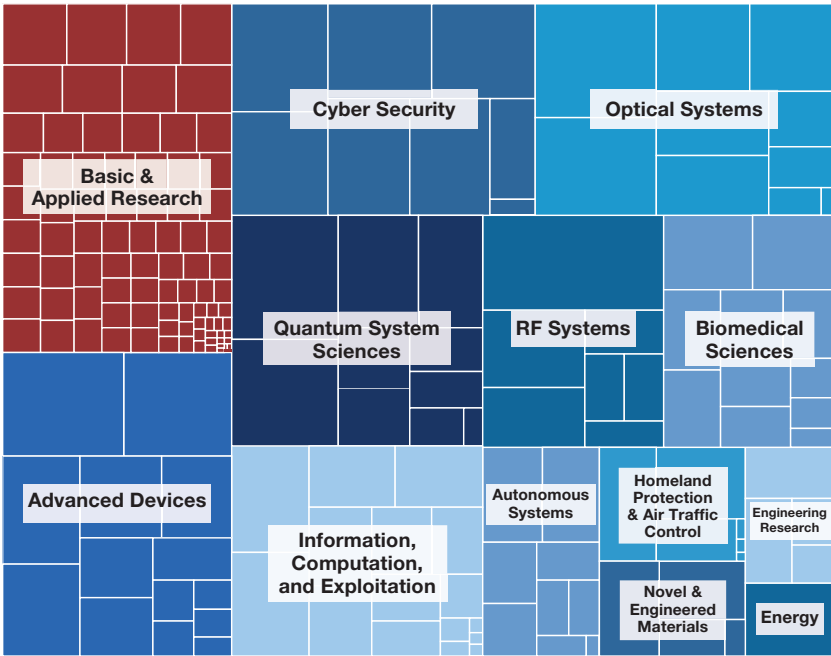 Cyber Security
Optical Systems
Basic &
Applied Research
Quantum System
Sciences
RF Systems
Biomedical
Sciences
Advanced Devices
Information,
Computation,
and Exploitation
Autonomous
Systems
Homeland
Protection
& Air Traffic
Control
Engineering
Research
Novel &
Engineered
Materials
Energy